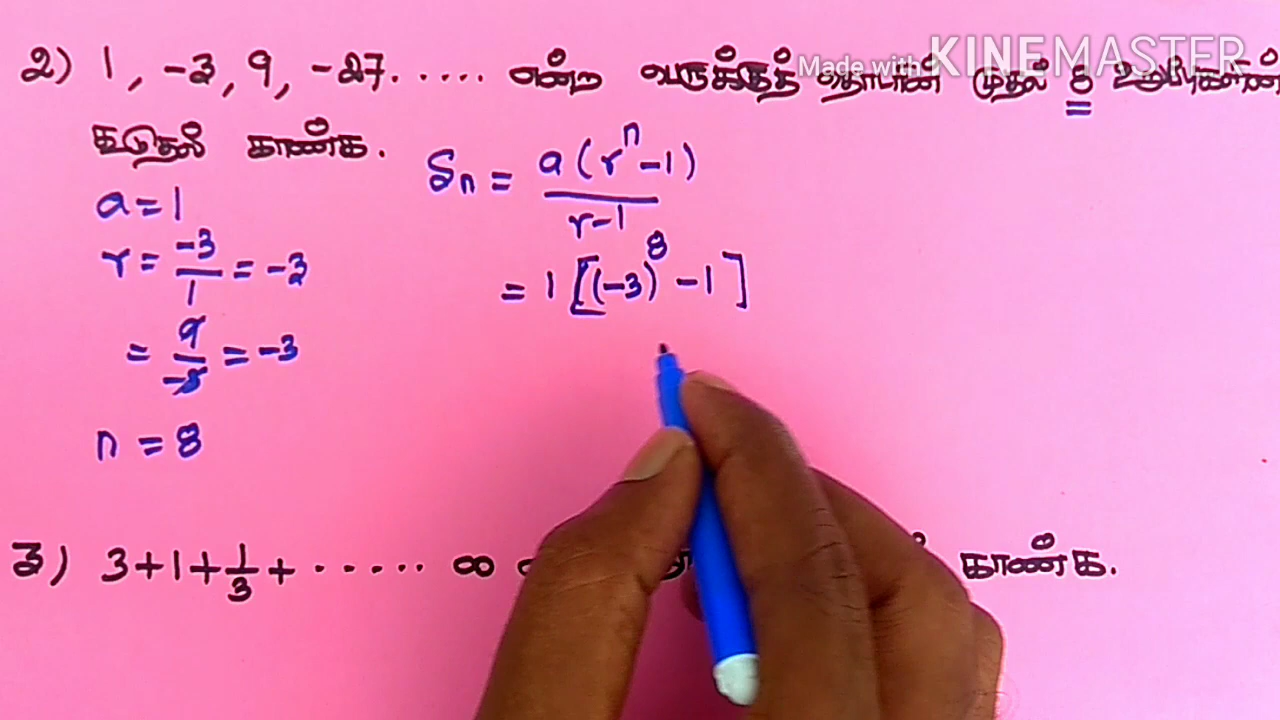 2) 1, -3, 9, -27..... என்ற பெருக்குத் தொடரின் முதல் 8 உறுப்புகளின்
Made with KINEMASTER
கூடுதல் காண்க.
a = 1
r = -3/1 = -3
= 9/-3 = -3
n = 8
Sn = a(r^n - 1)/r-1
= 1[(-3)^8 - 1]
3) 3+1+1/3+...... ∞ காண்க.